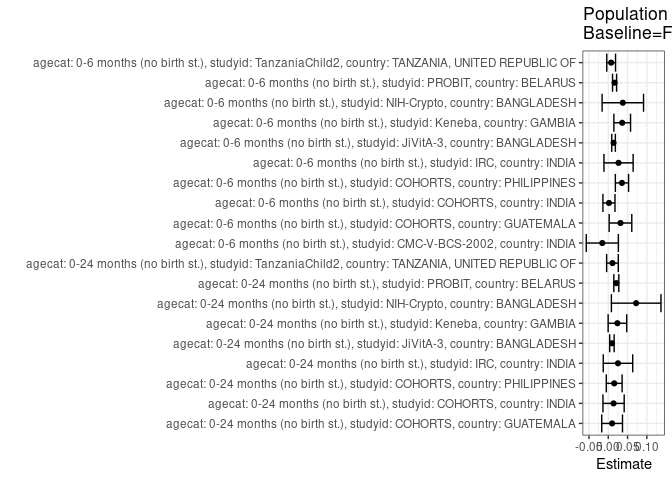 Population
Baseline=F
agecat: 0-6 months (no birth st.), studyid: TanzaniaChild2, country: TANZANIA, UNITED REPUBLIC OF
agecat: 0-6 months (no birth st.), studyid: PROBIT, country: BELARUS
agecat: 0-6 months (no birth st.), studyid: NIH-Crypto, country: BANGLADESH
agecat: 0-6 months (no birth st.), studyid: Keneba, country: GAMBIA
agecat: 0-6 months (no birth st.), studyid: JiVitA-3, country: BANGLADESH
agecat: 0-6 months (no birth st.), studyid: IRC, country: INDIA
agecat: 0-6 months (no birth st.), studyid: COHORTS, country: PHILIPPINES
agecat: 0-6 months (no birth st.), studyid: COHORTS, country: INDIA
agecat: 0-6 months (no birth st.), studyid: COHORTS, country: GUATEMALA
agecat: 0-6 months (no birth st.), studyid: CMC-V-BCS-2002, country: INDIA
agecat: 0-24 months (no birth st.), studyid: TanzaniaChild2, country: TANZANIA, UNITED REPUBLIC OF
agecat: 0-24 months (no birth st.), studyid: PROBIT, country: BELARUS
agecat: 0-24 months (no birth st.), studyid: NIH-Crypto, country: BANGLADESH
agecat: 0-24 months (no birth st.), studyid: Keneba, country: GAMBIA
agecat: 0-24 months (no birth st.), studyid: JiVitA-3, country: BANGLADESH
agecat: 0-24 months (no birth st.), studyid: IRC, country: INDIA
agecat: 0-24 months (no birth st.), studyid: COHORTS, country: PHILIPPINES
agecat: 0-24 months (no birth st.), studyid: COHORTS, country: INDIA
agecat: 0-24 months (no birth st.), studyid: COHORTS, country: GUATEMALA
-0.05 0.00 0.05 0.10
Estimate